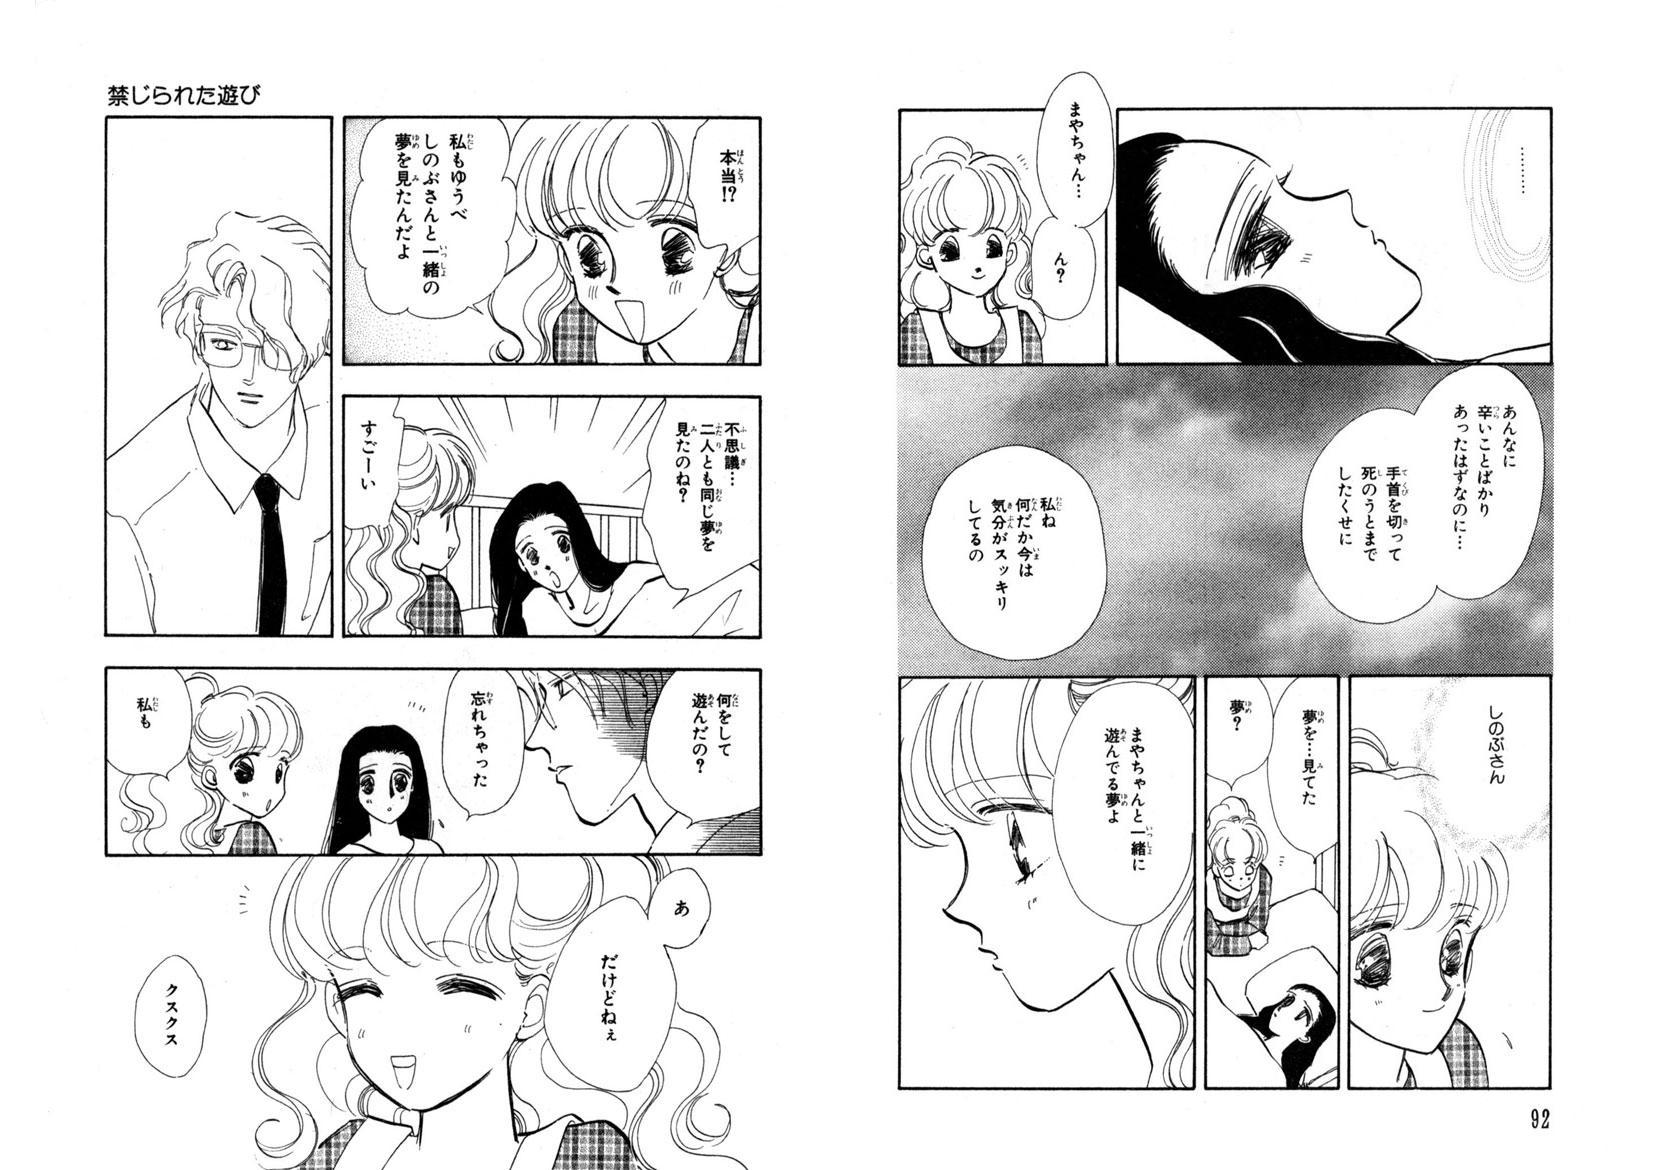 ………
まやちゃん…
ん？
あんなに
辛いことばかり
あったはずなのに…
手首を切って
死のうとまで
したくせに
私ね
何だか今は
気分がスッキリ
してるの
しのぶさん
夢を…見てた
夢？
まやちゃんと一緒に
遊んでる夢よ
92
禁じられた遊び
本当!?
私もゆうべ
しのぶさんと一緒の
夢を見たんだよ
不思議…
二人とも同じ夢を
見たのね？
すごーい
何をして
遊んだの？
忘れちゃった
私も
あ
だけどねぇ
クスクス